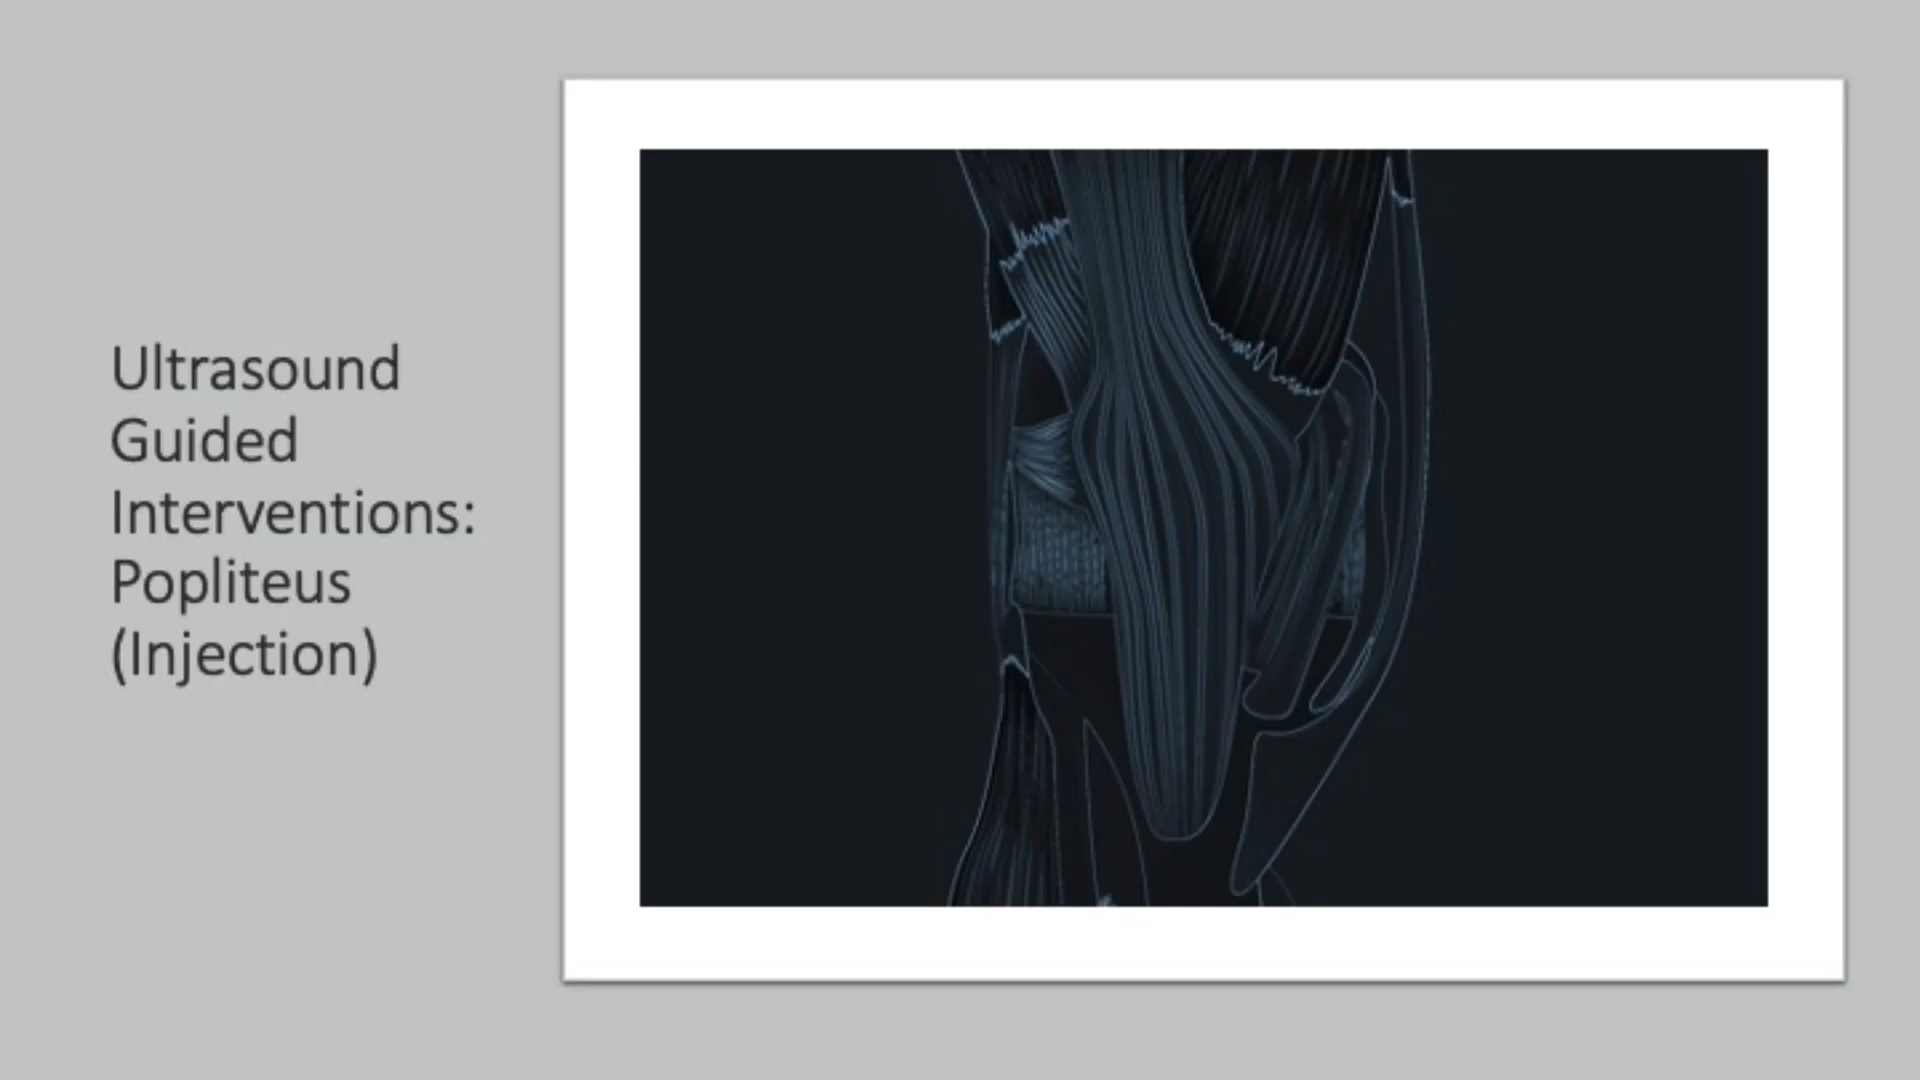 Ultrasound
Guided
Interventions:
Popliteus
(Injection)